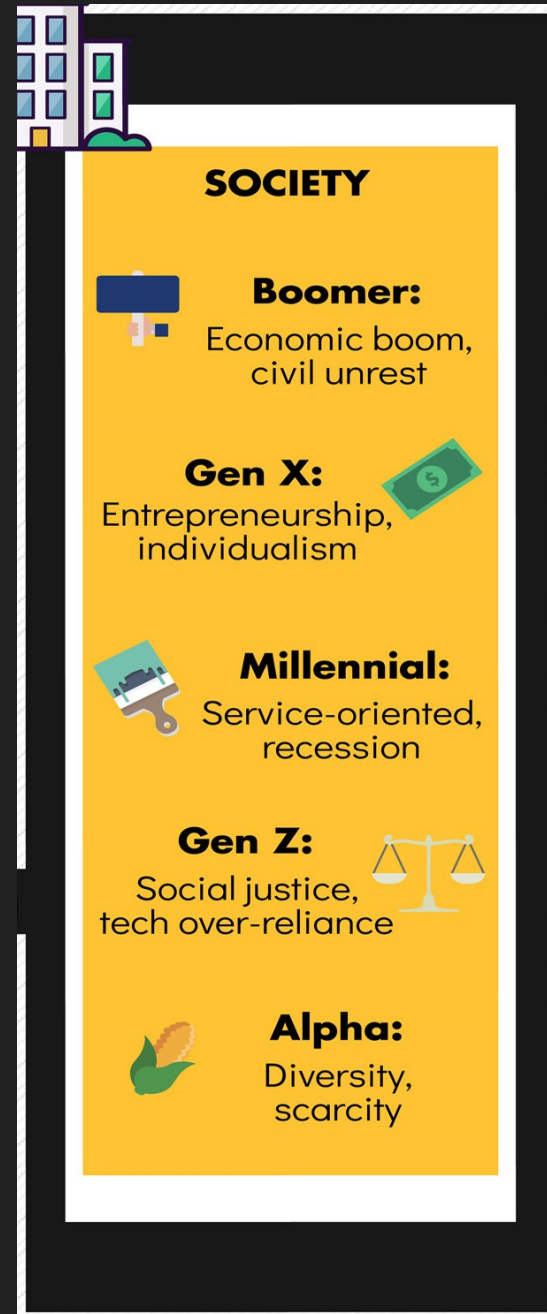 SOCIETY
Boomer:
Economic boom,
civil unrest
Gen X:
Entrepreneurship,
individualism
Millennial:
Service-oriented,
recession
Gen Z:
Social justice,
tech over-reliance
Alpha:
Diversity,
scarcity